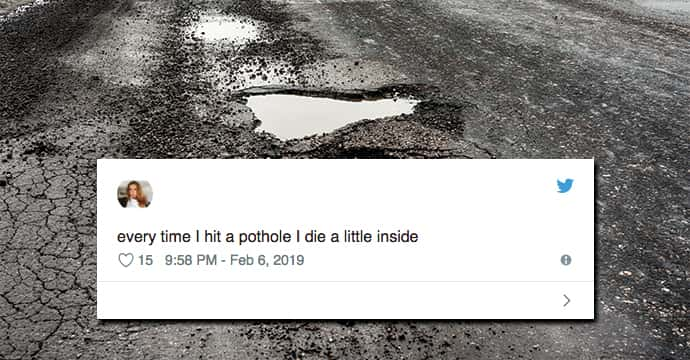 every time I hit a pothole I die a little inside
15 9:58 PM - Feb 6, 2019